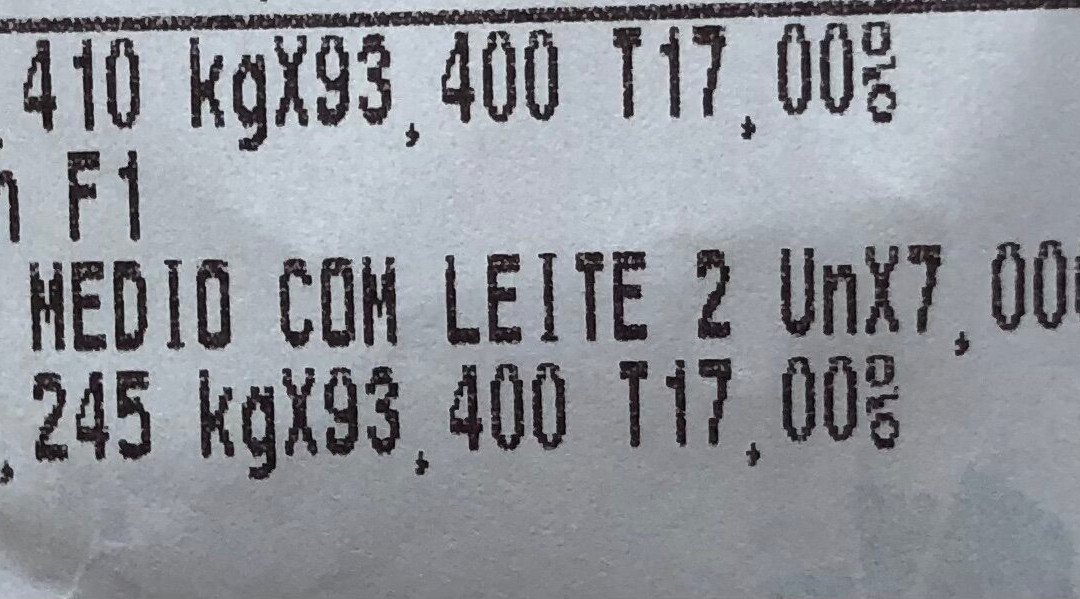 ,410 kgX93,400 T17,00%
F1
MEDIO COM LEITE 2 UnX7,00
,245 kgX93,400 T17,00%